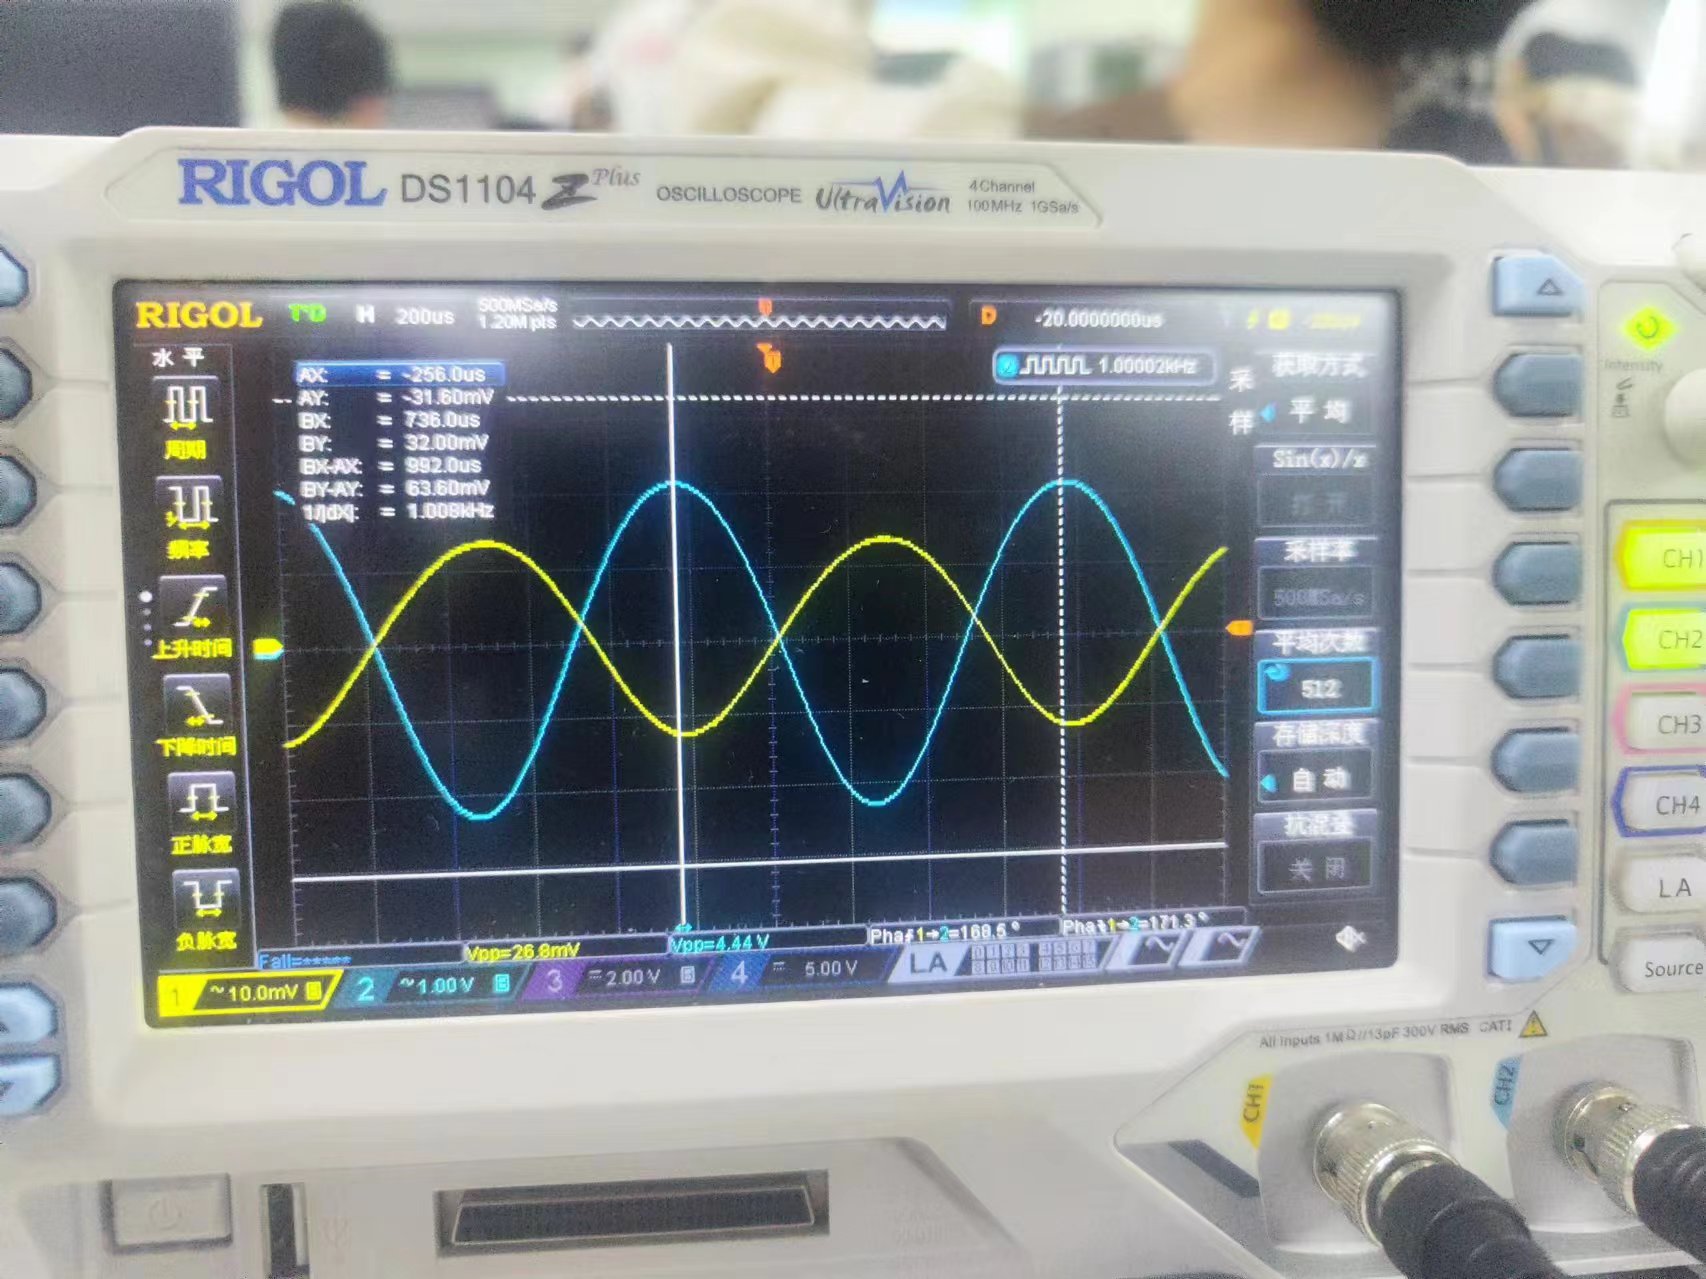 RIGOL DS1104 Z Plus OSCILLOSCOPE UltraVision 4Channel
100MHz 1GSa/s
RIGOL T'D H 200us 500MSa/s
1.20M pts
D -20.0000000us
水平
周期
频率
上升时间
下降时间
正脉宽
负脉宽
AX: = -256.0us
AY: = -31.60mV
BX: = 736.0us
BY: = 32.00mV
BX-AX: = 992.0us
BY-AY: = 63.60mV
1/|dX|: = 1.008kHz
2 1.00002kHz
采样
获取方式
平均
Sin(x)/x
打开
采样率
500MSa/s
平均次数
512
存储深度
自动
抗混叠
关闭
Fall=*****
Vpp=26.8mV
Vpp=4.44 V
1→2=168.5 °
1→2=171.3 °
1 ~ 10.0mV B
2 ~ 1.00 V B
3 2.00 V B
4 5.00 V
LA
Intensity
CH1
CH2
CH3
CH4
LA
Source
All Inputs 1MΩ//13pF 300V RMS CAT I
CH1
CH2